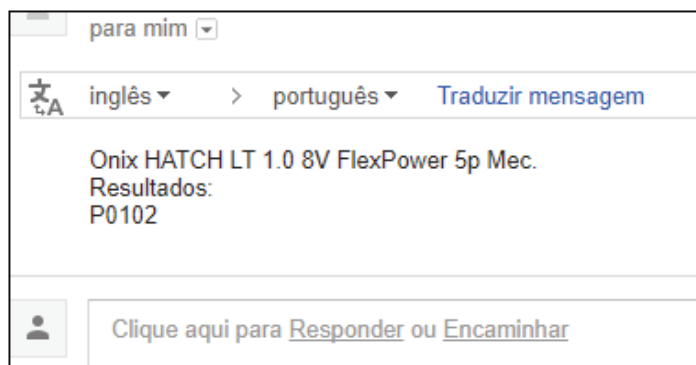 para mim
inglês > português Traduzir mensagem
Onix HATCH LT 1.0 8V FlexPower 5p Mec.
Resultados:
P0102
Clique aqui para Responder ou Encaminhar